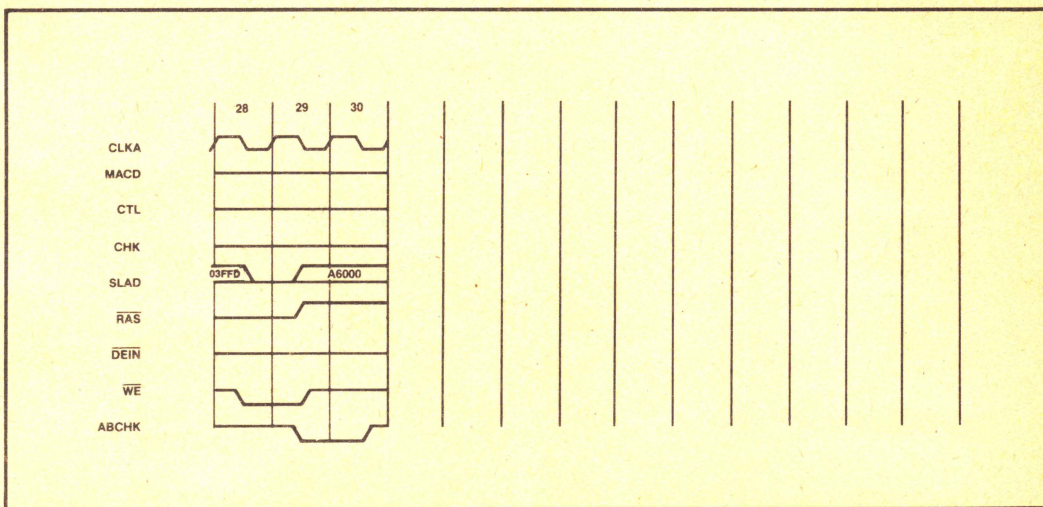 28 29 30
CLKA
MACD
CTL
CHK
SLAD 03FFD A6000
RAS
DEIN
WE
ABCHK